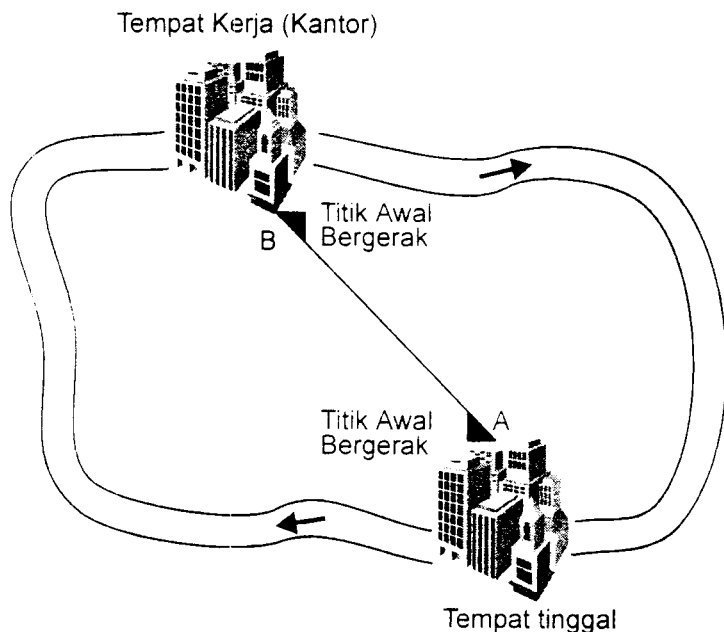 Tempat Kerja (Kantor)
Titik Awal
Bergerak
B
Titik Awal
Bergerak
A
Tempat tinggal